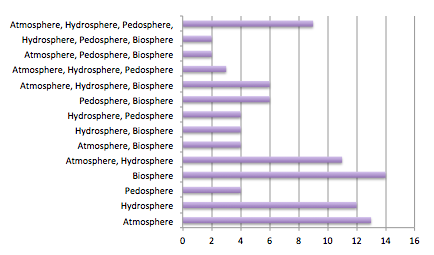 Atmosphere, Hydrosphere, Pedosphere,
Hydrosphere, Pedosphere, Biosphere
Atmosphere, Pedosphere, Biosphere
Atmosphere, Hydrosphere, Pedosphere
Atmosphere, Hydrosphere, Biosphere
Pedosphere, Biosphere
Hydrosphere, Pedosphere
Hydrosphere, Biosphere
Atmosphere, Biosphere
Atmosphere, Hydrosphere
Biosphere
Pedosphere
Hydrosphere
Atmosphere
0 2 4 6 8 10 12 14 16